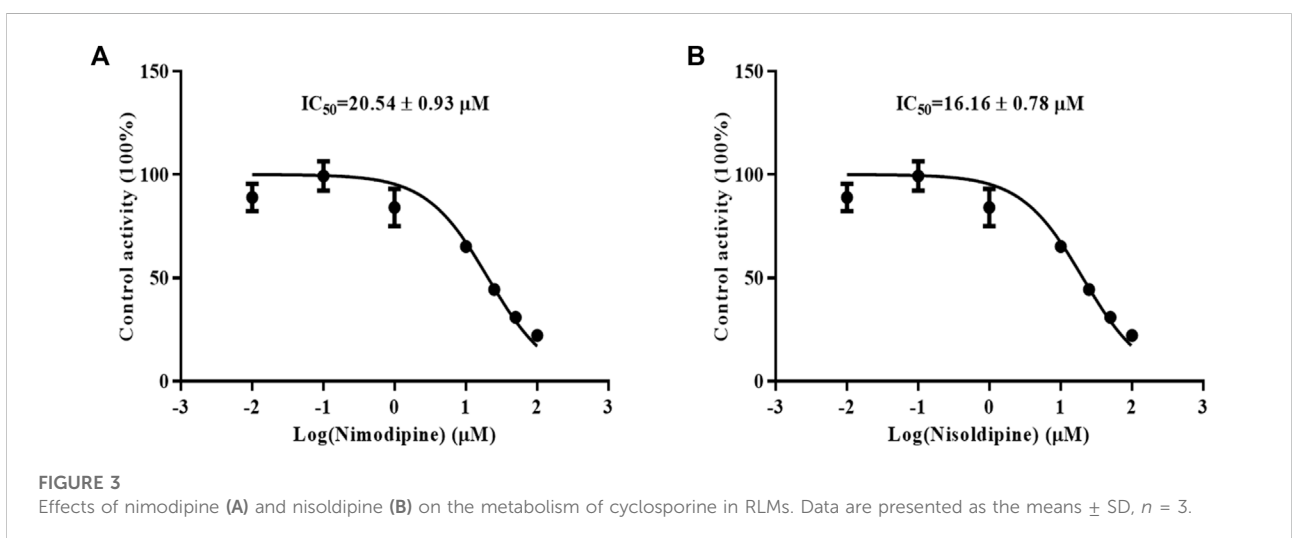 A
B
150
100
50
0
-3 -2 -1 0 1 2 3
Control activity (100%)
IC50=20.54 ± 0.93 μM
Log(Nimodipine) (μM)
150
100
50
0
-3 -2 -1 0 1 2 3
Control activity (100%)
IC50=16.16 ± 0.78 μM
Log(Nisoldipine) (μM)
FIGURE 3
Effects of nimodipine (A) and nisoldipine (B) on the metabolism of cyclosporine in RLMs. Data are presented as the means ± SD, n = 3.